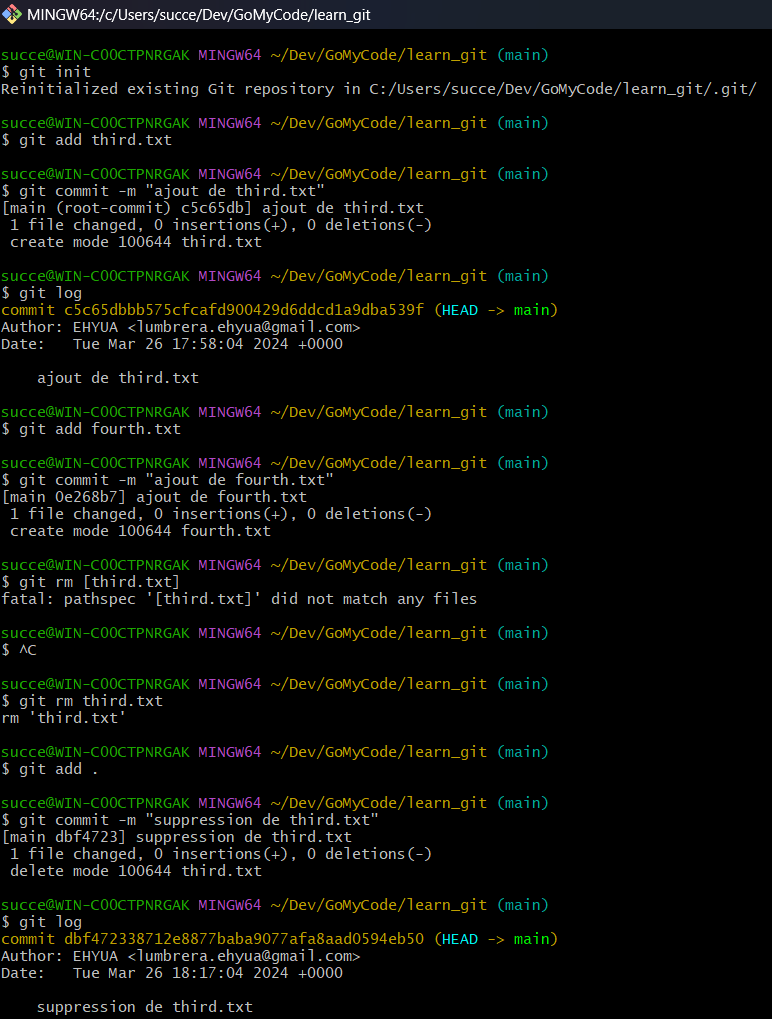 MINGW64:/c/Users/succe/Dev/GoMyCode/learn_git
succe@WIN-COOCTPNRGAK MINGW64 ~/Dev/GoMyCode/learn_git (main)
$ git init
Reinitialized existing Git repository in C:/Users/succe/Dev/GoMyCode/learn_git/.git/
succe@WIN-COOCTPNRGAK MINGW64 ~/Dev/GoMyCode/learn_git (main)
$ git add third.txt
succe@WIN-COOCTPNRGAK MINGW64 ~/Dev/GoMyCode/learn_git (main)
$ git commit -m "ajout de third.txt"
[main (root-commit) c5c65db] ajout de third.txt
 1 file changed, 0 insertions(+), 0 deletions(-)
 create mode 100644 third.txt
succe@WIN-COOCTPNRGAK MINGW64 ~/Dev/GoMyCode/learn_git (main)
$ git log
commit c5c65dbbb575cfcafd900429d6ddcd1a9dba539f (HEAD -> main)
Author: EHYUA <lumbrera.ehyua@gmail.com>
Date:   Tue Mar 26 17:58:04 2024 +0000
    ajout de third.txt
succe@WIN-COOCTPNRGAK MINGW64 ~/Dev/GoMyCode/learn_git (main)
$ git add fourth.txt
succe@WIN-COOCTPNRGAK MINGW64 ~/Dev/GoMyCode/learn_git (main)
$ git commit -m "ajout de fourth.txt"
[main 0e268b7] ajout de fourth.txt
 1 file changed, 0 insertions(+), 0 deletions(-)
 create mode 100644 fourth.txt
succe@WIN-COOCTPNRGAK MINGW64 ~/Dev/GoMyCode/learn_git (main)
$ git rm [third.txt]
fatal: pathspec '[third.txt]' did not match any files
succe@WIN-COOCTPNRGAK MINGW64 ~/Dev/GoMyCode/learn_git (main)
$ ^C
succe@WIN-COOCTPNRGAK MINGW64 ~/Dev/GoMyCode/learn_git (main)
$ git rm third.txt
rm 'third.txt'
succe@WIN-COOCTPNRGAK MINGW64 ~/Dev/GoMyCode/learn_git (main)
$ git add .
succe@WIN-COOCTPNRGAK MINGW64 ~/Dev/GoMyCode/learn_git (main)
$ git commit -m "suppression de third.txt"
[main dbf4723] suppression de third.txt
 1 file changed, 0 insertions(+), 0 deletions(-)
 delete mode 100644 third.txt
succe@WIN-COOCTPNRGAK MINGW64 ~/Dev/GoMyCode/learn_git (main)
$ git log
commit dbf472338712e8877baba9077afa8aad0594eb50 (HEAD -> main)
Author: EHYUA <lumbrera.ehyua@gmail.com>
Date:   Tue Mar 26 18:17:04 2024 +0000
    suppression de third.txt